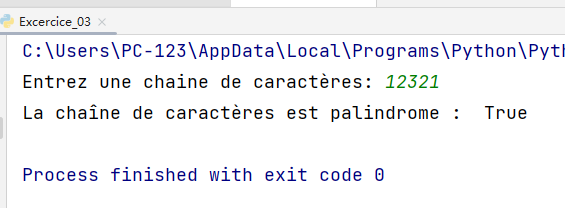 Excercice_03
C:\Users\PC-123\AppData\Local\Programs\Python\Pyth
Entrez une chaine de caractères: 12321
La chaîne de caractères est palindrome :  True
Process finished with exit code 0